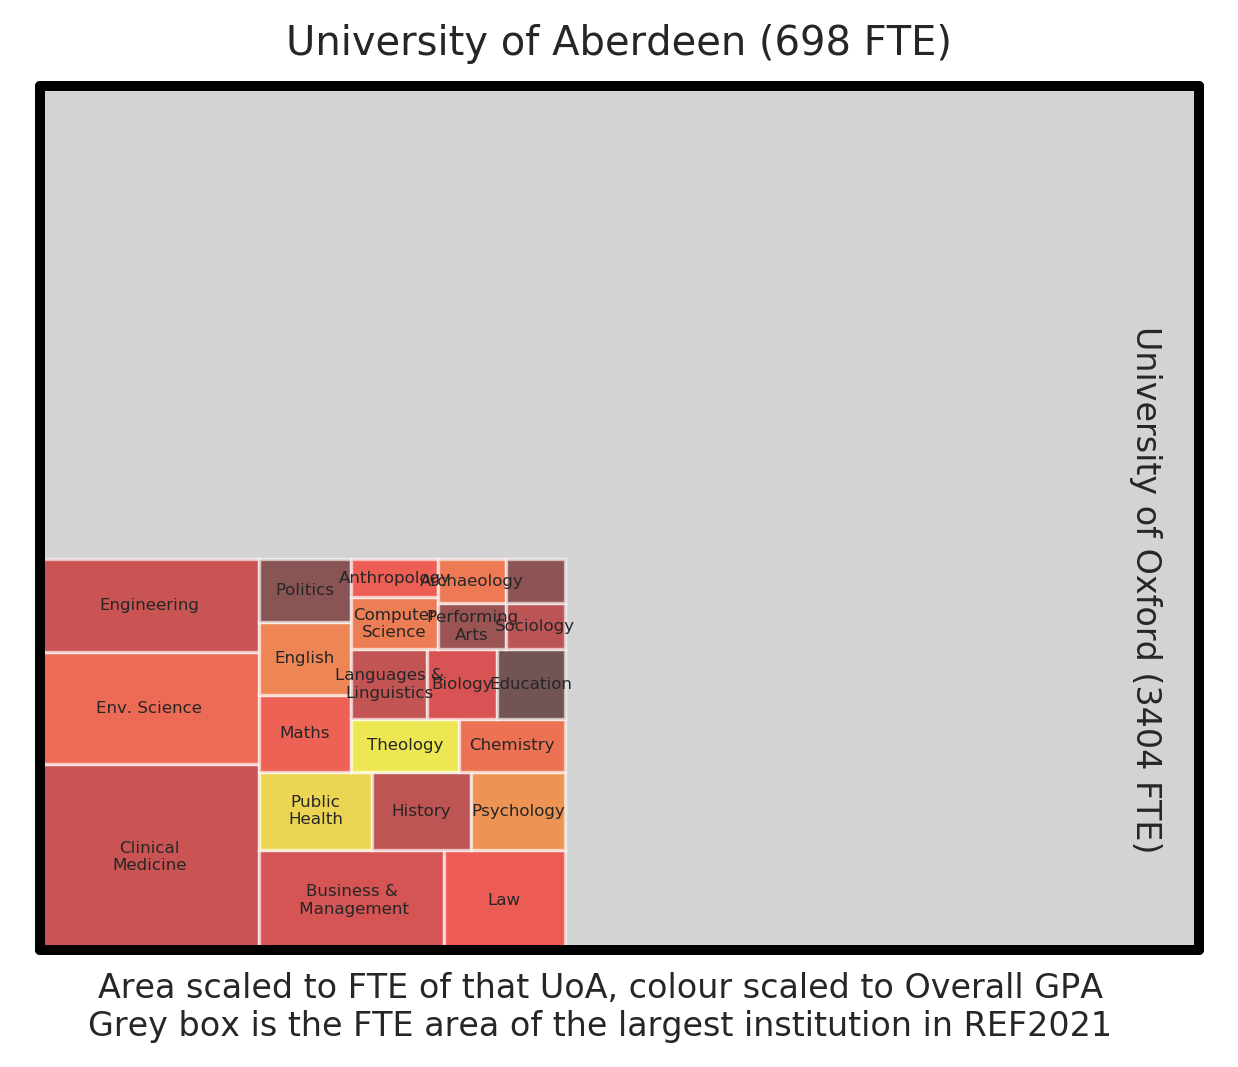 University of Aberdeen (698 FTE)
Engineering
Env. Science
Clinical
Medicine
Politics
English
Maths
Anthropology
Archaeology
Computer
Science
Performing
Arts
Sociology
Languages &
Linguistics
Biology
Education
Theology
Chemistry
Public
Health
History
Psychology
Business &
Management
Law
University of Oxford (3404 FTE)
Area scaled to FTE of that UoA, colour scaled to Overall GPA
Grey box is the FTE area of the largest institution in REF2021